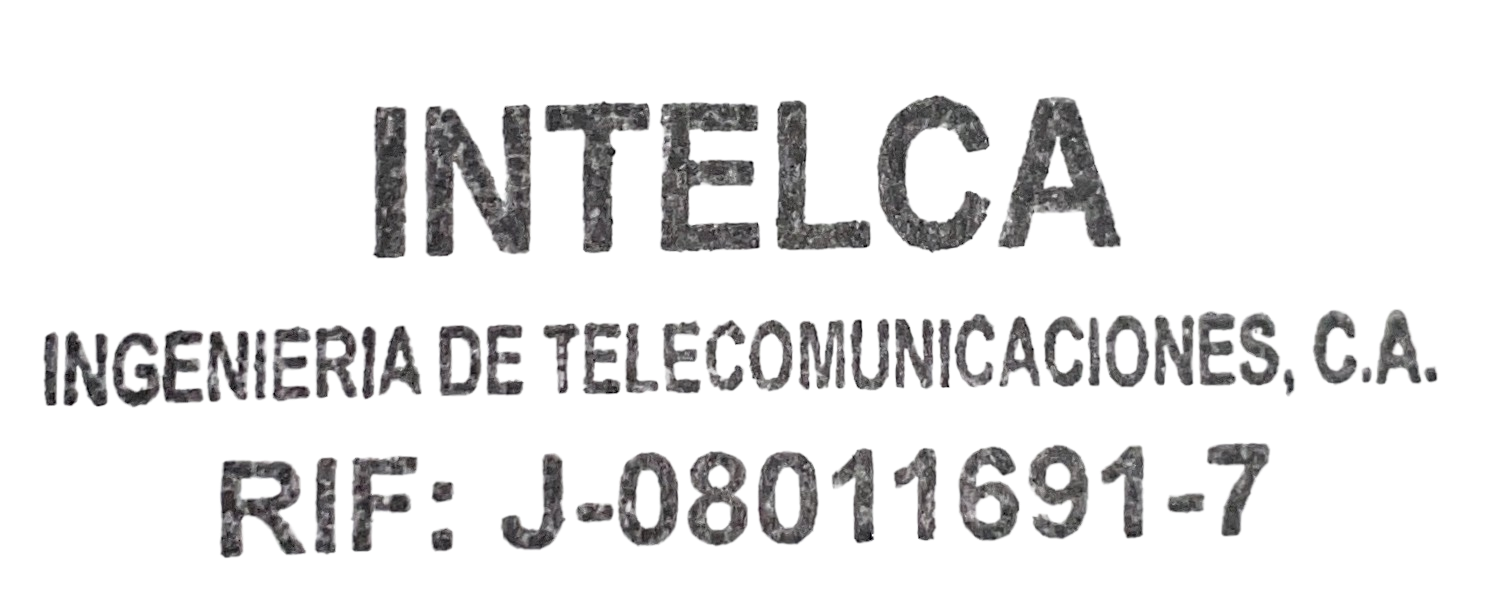 INTELCA
INGENIERIA DE TELECOMUNICACIONES, C.A.
RIF: J-08011691-7